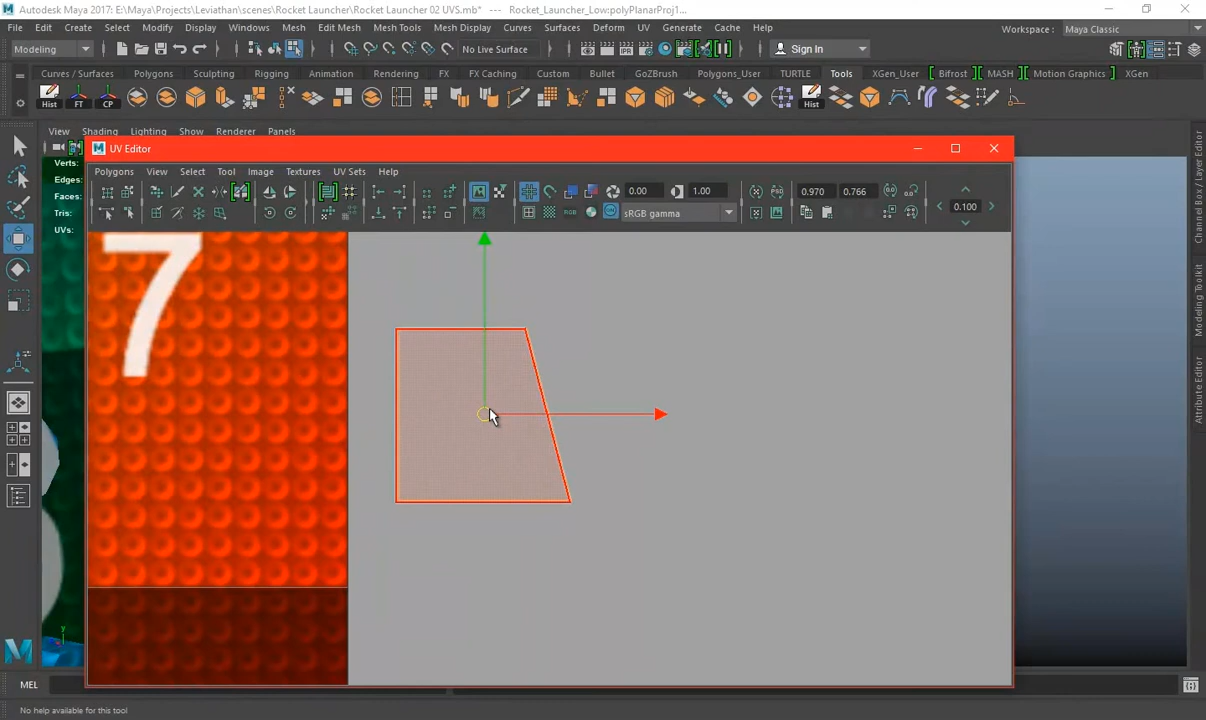 Autodesk Maya 2017: E:\Maya\Projects\Leviathan\scenes\Rocket Launcher\Rocket Launcher 02 UVS.mb* --- Rocket_Launcher_Low:polyPlanarProj1...
File Edit Create Select Modify Display Windows Mesh Edit Mesh Mesh Tools Mesh Display Curves Surfaces Deform UV Generate Cache Help
Workspace: Maya Classic
Modeling No Live Surface Sign In
Curves / Surfaces Polygons Sculpting Rigging Animation Rendering FX FX Caching Custom Bullet GoZBrush Polygons_User TURTLE Tools XGen_User Bifrost MASH Motion Graphics XGen
Hist FT CP Hist
View Shading Lighting Show Renderer Panels
UV Editor
Verts:
Edges:
Faces:
Tris:
UVs:
Polygons View Select Tool Image Textures UV Sets Help
0.00 1.00 0.970 0.766
RGB sRGB gamma 0.100
7
Channel Box / Layer Editor
Modeling Toolkit
Attribute Editor
y
MEL
No help available for this tool